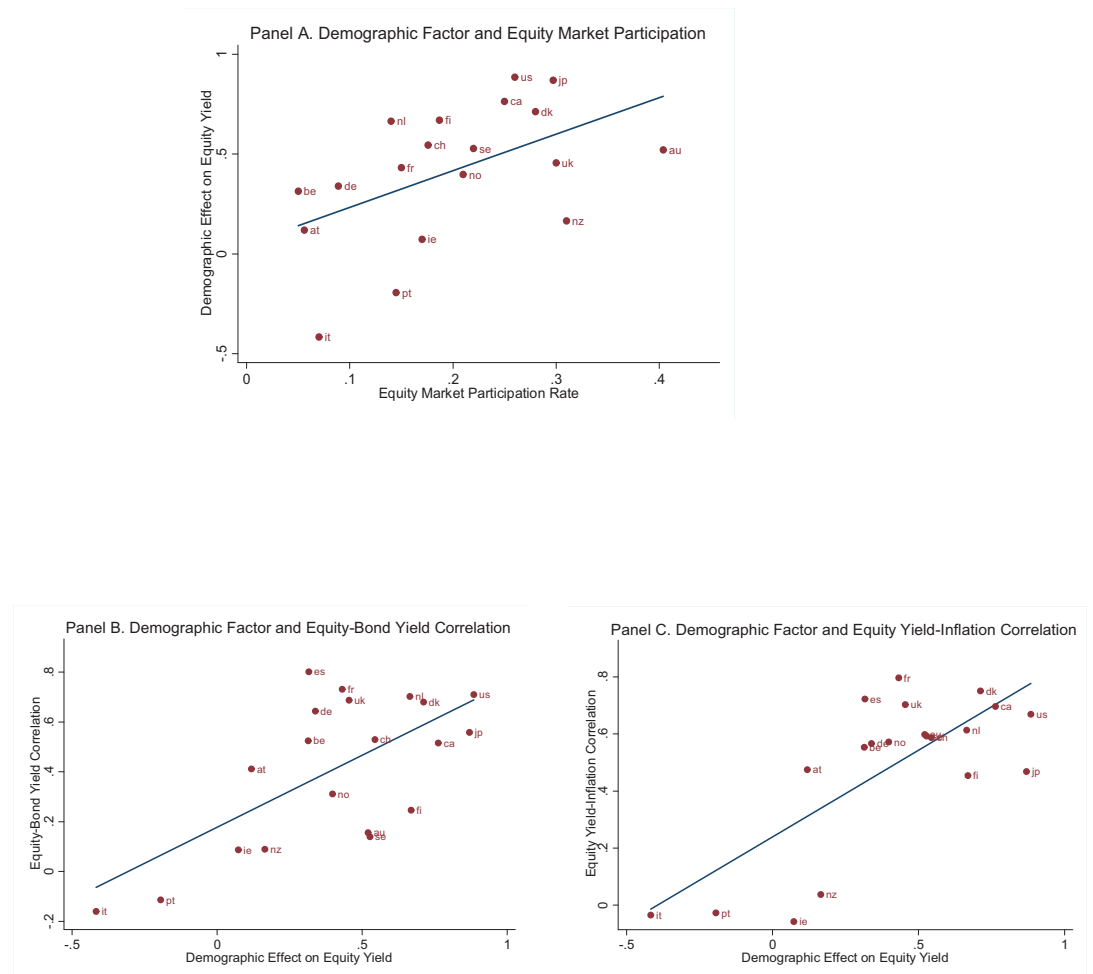 Panel A. Demographic Factor and Equity Market Participation
Demographic Effect on Equity Yield
1
.5
0
-.5
us
jp
ca
dk
nl
fi
ch
se
fr
uk
au
no
de
be
nz
at
ie
pt
it
0 .1 .2 .3 .4
Equity Market Participation Rate
Panel B. Demographic Factor and Equity-Bond Yield Correlation
Equity-Bond Yield Correlation
.8
.6
.4
.2
0
-.2
es
fr
nl
us
uk
dk
de
jp
be
ch
ca
at
no
fi
au
se
ie
nz
pt
it
-.5 0 .5 1
Demographic Effect on Equity Yield
Panel C. Demographic Factor and Equity Yield-Inflation Correlation
Equity Yield-Inflation Correlation
.8
.6
.4
.2
0
fr
dk
es
uk
ca
us
nl
au
ch
de
no
be
at
fi
jp
nz
it
pt
ie
-.5 0 .5 1
Demographic Effect on Equity Yield